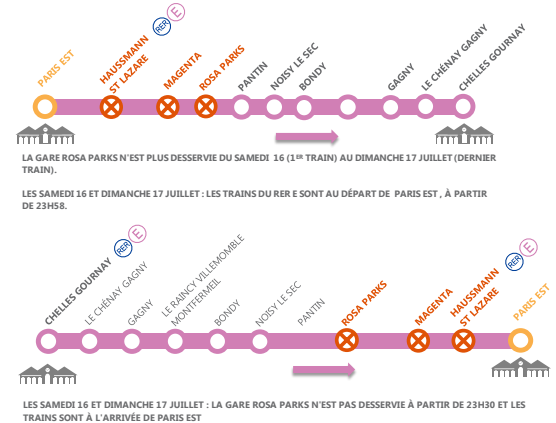 RER E
PARIS EST
HAUSSMANN
ST LAZARE
MAGENTA
ROSA PARKS
PANTIN
NOISY LE SEC
BONDY
GAGNY
LE CHÉNAY GAGNY
CHELLES GOURNAY
LA GARE ROSA PARKS N'EST PLUS DESSERVIE DU SAMEDI 16 (1ER TRAIN) AU DIMANCHE 17 JUILLET (DERNIER
TRAIN).
LES SAMEDI 16 ET DIMANCHE 17 JUILLET : LES TRAINS DU RER E SONT AU DÉPART DE PARIS EST , À PARTIR
DE 23H58.
RER E
CHELLES GOURNAY
LE CHÉNAY GAGNY
GAGNY
LE RAINCY VILLEMOMBLE
MONTFERMEIL
BONDY
NOISY LE SEC
PANTIN
ROSA PARKS
MAGENTA
HAUSSMANN
ST LAZARE
RER E
PARIS EST
LES SAMEDI 16 ET DIMANCHE 17 JUILLET : LA GARE ROSA PARKS N'EST PAS DESSERVIE À PARTIR DE 23H30 ET LES
TRAINS SONT À L'ARRIVÉE DE PARIS EST